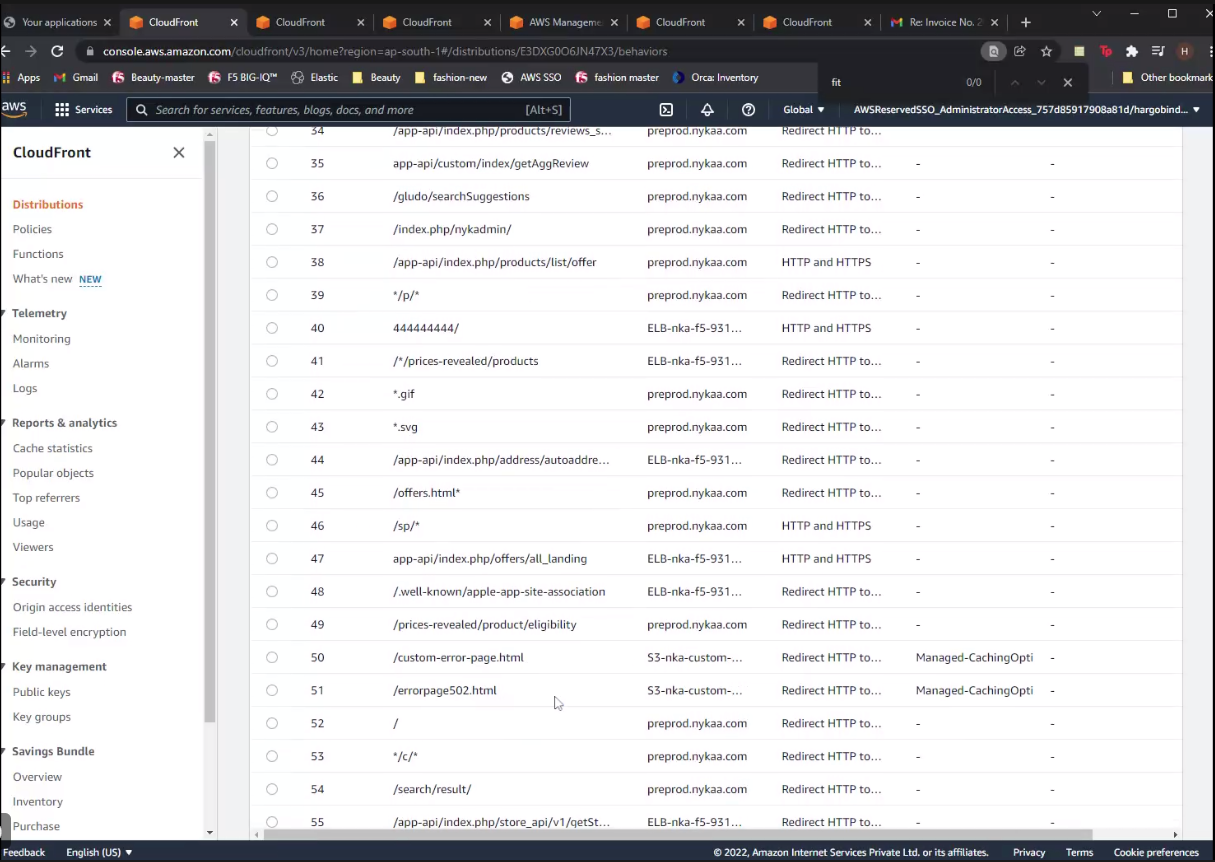 Your applications
CloudFront
CloudFront
CloudFront
AWS Manageme
CloudFront
CloudFront
Re: Invoice No. 2
console.aws.amazon.com/cloudfront/v3/home?region=ap-south-1#/distributions/E3DXG0O6JN47X3/behaviors
H
Apps
Gmail
Beauty-master
F5 BIG-IQ™
Elastic
Beauty
fashion-new
AWS SSO
fashion master
Orca: Inventory
Other bookmark
fit 0/0
aws
Services
Search for services, features, blogs, docs, and more [Alt+S]
Global
AWSReservedSSO_AdministratorAccess_757d85917908a81d/hargobind...
CloudFront
Distributions
Policies
Functions
What's new NEW
Telemetry
Monitoring
Alarms
Logs
Reports & analytics
Cache statistics
Popular objects
Top referrers
Usage
Viewers
Security
Origin access identities
Field-level encryption
Key management
Public keys
Key groups
Savings Bundle
Overview
Inventory
Purchase
34 /app-api/index.php/products/reviews_s... preprod.nykaa.com Redirect HTTP to...
35 app-api/custom/index/getAggReview preprod.nykaa.com Redirect HTTP to... - -
36 /gludo/searchSuggestions preprod.nykaa.com Redirect HTTP to... - -
37 /index.php/nykadmin/ preprod.nykaa.com Redirect HTTP to... - -
38 /app-api/index.php/products/list/offer preprod.nykaa.com HTTP and HTTPS - -
39 */p/* preprod.nykaa.com Redirect HTTP to... - -
40 444444444/ ELB-nka-f5-931... HTTP and HTTPS - -
41 /*/prices-revealed/products ELB-nka-f5-931... Redirect HTTP to... - -
42 *.gif preprod.nykaa.com Redirect HTTP to... - -
43 *.svg preprod.nykaa.com Redirect HTTP to... - -
44 /app-api/index.php/address/autoaddre... ELB-nka-f5-931... Redirect HTTP to... - -
45 /offers.html* preprod.nykaa.com Redirect HTTP to... - -
46 /sp/* preprod.nykaa.com HTTP and HTTPS - -
47 app-api/index.php/offers/all_landing ELB-nka-f5-931... HTTP and HTTPS - -
48 /.well-known/apple-app-site-association ELB-nka-f5-931... Redirect HTTP to... - -
49 /prices-revealed/product/eligibility preprod.nykaa.com Redirect HTTP to... - -
50 /custom-error-page.html S3-nka-custom-... Redirect HTTP to... Managed-CachingOpti -
51 /errorpage502.html S3-nka-custom-... Redirect HTTP to... Managed-CachingOpti -
52 / preprod.nykaa.com Redirect HTTP to... - -
53 */c/* preprod.nykaa.com Redirect HTTP to... - -
54 /search/result/ preprod.nykaa.com Redirect HTTP to... - -
55 /app-api/index.php/store_api/v1/getSt... ELB-nka-f5-931... Redirect HTTP to... - -
Feedback
English (US)
© 2022, Amazon Internet Services Private Ltd. or its affiliates.
Privacy
Terms
Cookie preferences